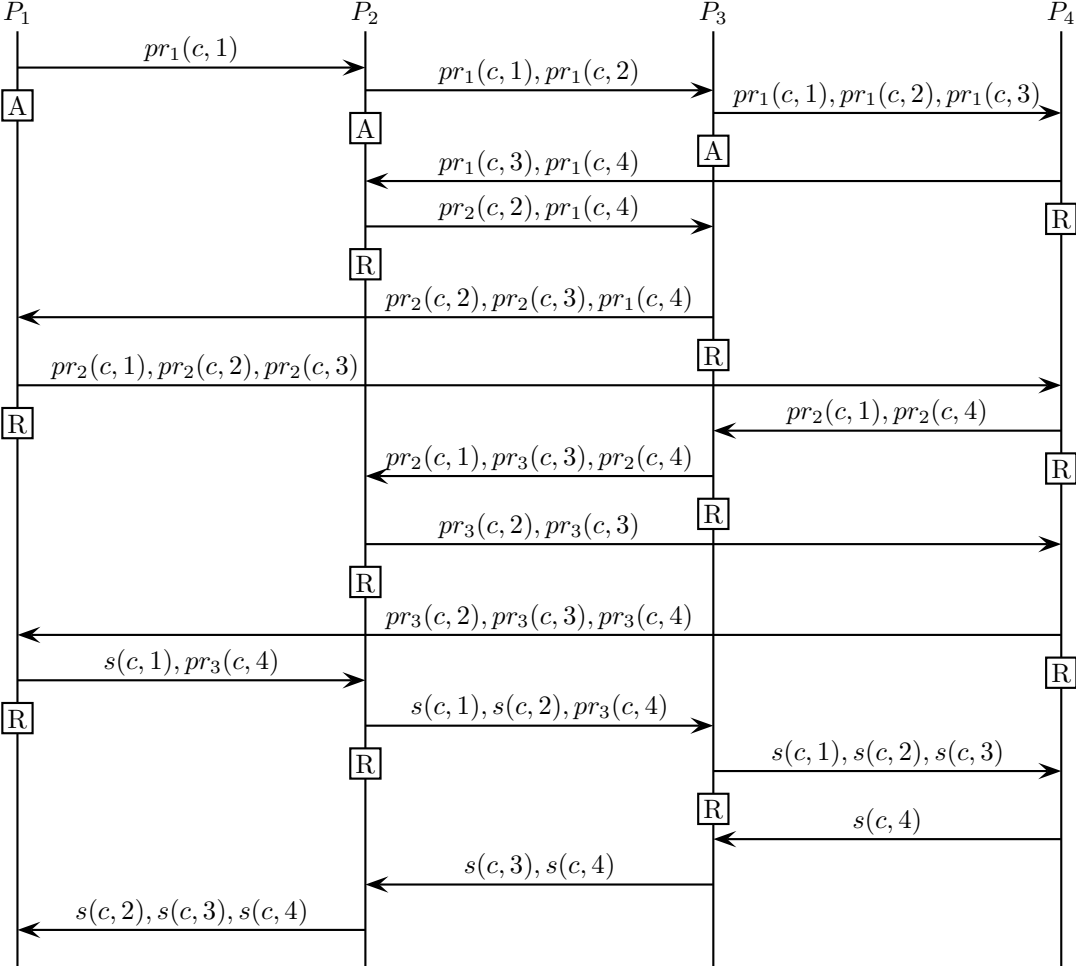 P₁ P₂ P₃ P₄
pr₁(c, 1)
pr₁(c, 1), pr₁(c, 2)
pr₁(c, 1), pr₁(c, 2), pr₁(c, 3)
A
A
A
pr₁(c, 3), pr₁(c, 4)
R
pr₂(c, 2), pr₁(c, 4)
R
pr₂(c, 2), pr₂(c, 3), pr₁(c, 4)
R
pr₂(c, 1), pr₂(c, 2), pr₂(c, 3)
R
pr₂(c, 1), pr₂(c, 4)
R
pr₂(c, 1), pr₃(c, 3), pr₂(c, 4)
R
pr₃(c, 2), pr₃(c, 3)
R
pr₃(c, 2), pr₃(c, 3), pr₃(c, 4)
R
s(c, 1), pr₃(c, 4)
R
s(c, 1), s(c, 2), pr₃(c, 4)
R
s(c, 1), s(c, 2), s(c, 3)
R
s(c, 4)
s(c, 3), s(c, 4)
s(c, 2), s(c, 3), s(c, 4)